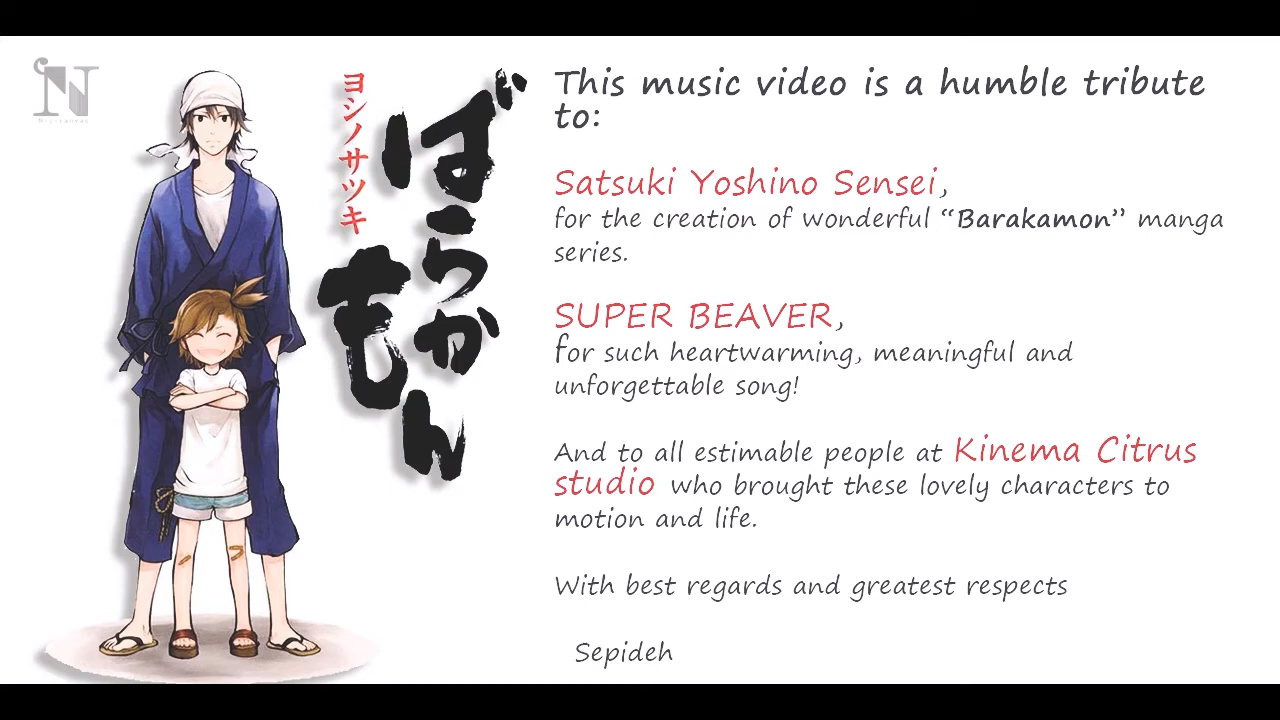 N
ヨシノサツキ
ばらかもん
This music video is a humble tribute
to:
Satsuki Yoshino Sensei,
for the creation of wonderful “Barakamon” manga
series.
SUPER BEAVER,
for such heartwarming, meaningful and
unforgettable song!
And to all estimable people at Kinema Citrus
studio who brought these lovely characters to
motion and life.
With best regards and greatest respects
Sepideh